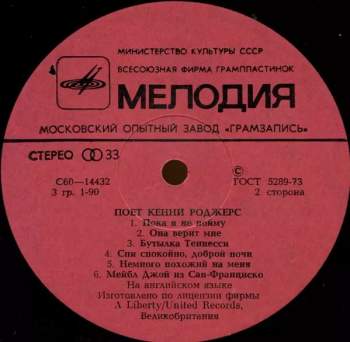 МИНИСТЕРСТВО КУЛЬТУРЫ СССР
ВСЕСОЮЗНАЯ ФИРМА ГРАМПЛАСТИНОК
МЕЛОДИЯ
МОСКОВСКИЙ ОПЫТНЫЙ ЗАВОД «ГРАМЗАПИСЬ»
СТЕРЕО 33
©
С60—14432
ГОСТ 5289-73
3 гр. 1-90
2 сторона
ПОЕТ КЕННИ РОДЖЕРС
1. Пока я не пойму
2. Она верит мне
3. Бутылка Теннесси
4. Спи спокойно, доброй ночи
5. Немного похожий на меня
6. Мейбл Джой из Сан-Франциско
На английском языке
Изготовлено по лицензии фирмы
A Liberty/United Records,
Великобритания